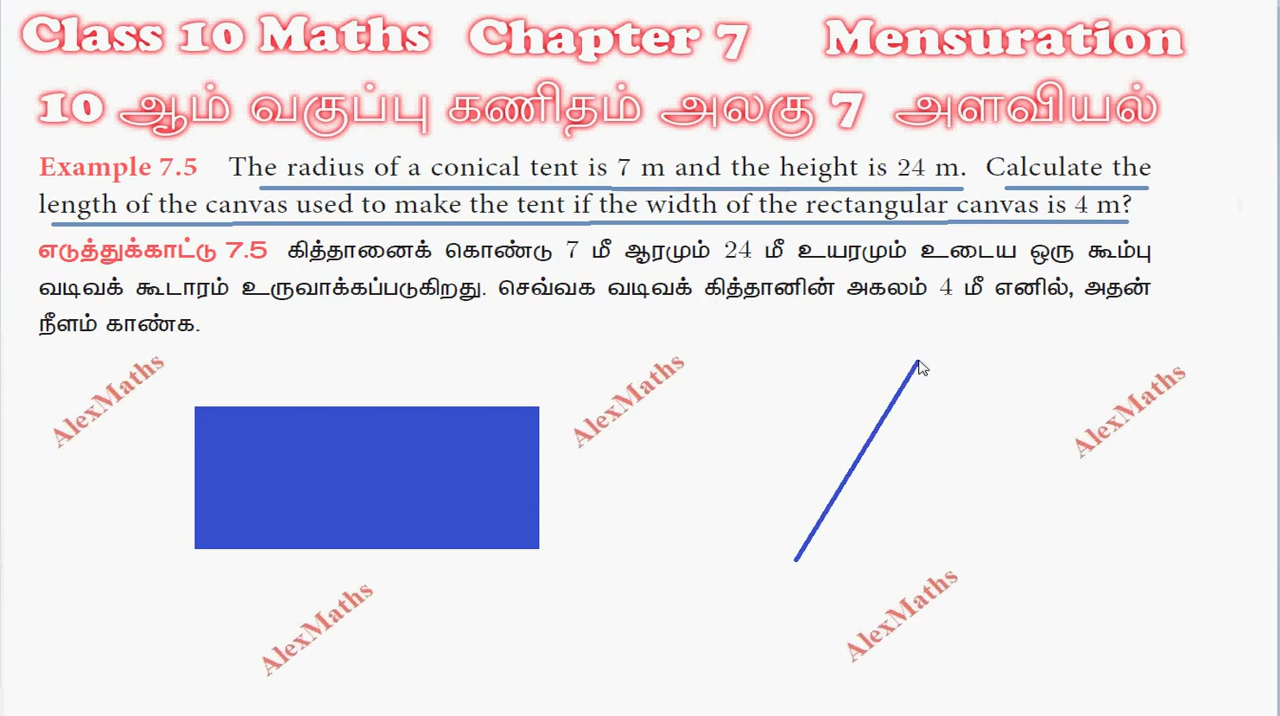 Class 10 Maths Chapter 7 Mensuration
10 ஆம் வகுப்பு கணிதம் அலகு 7 அளவியல்
Example 7.5 The radius of a conical tent is 7 m and the height is 24 m. Calculate the
length of the canvas used to make the tent if the width of the rectangular canvas is 4 m?
எடுத்துக்காட்டு 7.5 கித்தானைக் கொண்டு 7 மீ ஆரமும் 24 மீ உயரமும் உடைய ஒரு கூம்பு
வடிவக் கூடாரம் உருவாக்கப்படுகிறது. செவ்வக வடிவக் கித்தானின் அகலம் 4 மீ எனில், அதன்
நீளம் காண்க.
AlexMaths
AlexMaths
AlexMaths
AlexMaths
AlexMaths